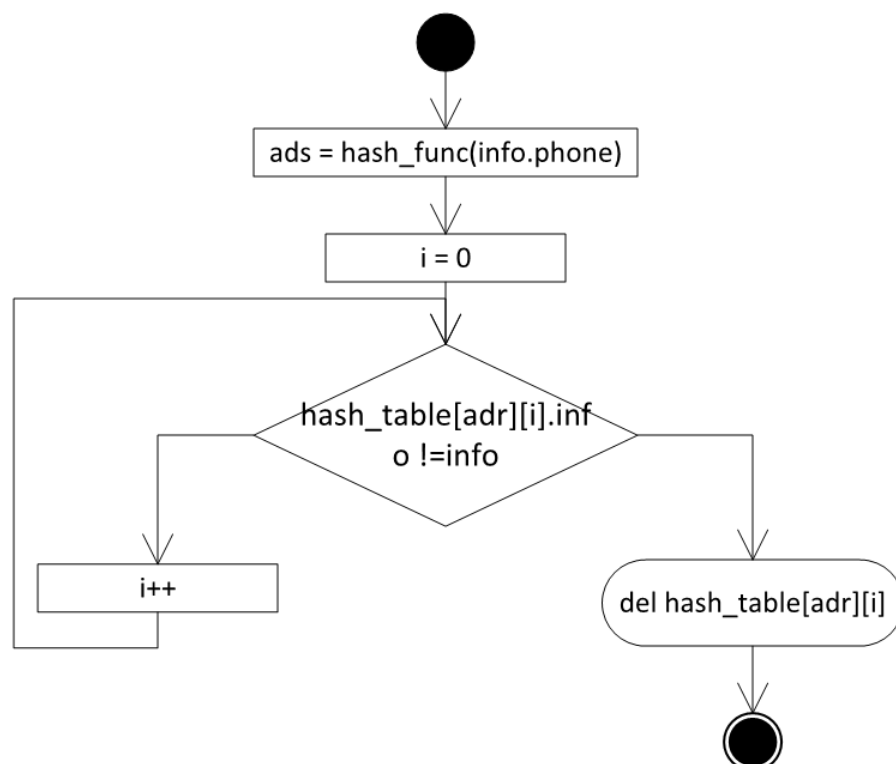 ads = hash_func(info.phone)
i = 0
hash_table[adr][i].inf
o !=info
i++
del hash_table[adr][i]